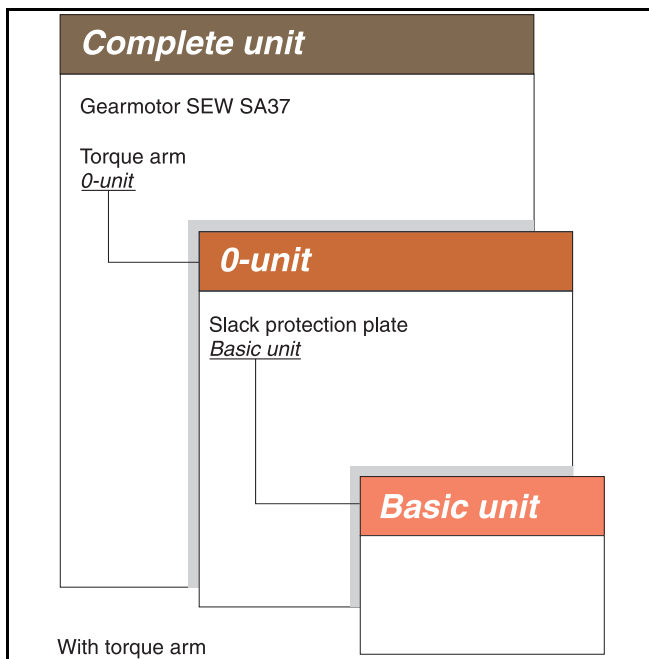 Complete unit
Gearmotor SEW SA37
Torque arm
0-unit
0-unit
Slack protection plate
Basic unit
Basic unit
With torque arm